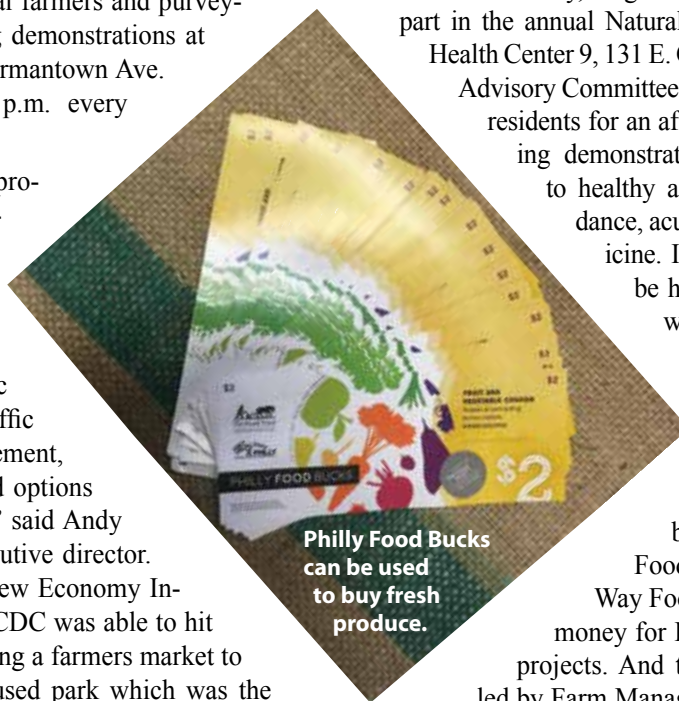 al farmers and purvey-
g demonstrations at
rmantown Ave.
p.m. every
pro-
ffic
ement,
d options
” said Andy
utive director.
ew Economy In-
CDC was able to hit
ng a farmers market to
used park which was the
$2
FRUIT AND
VEGETABLE COUPON
PHILLY FOOD BUCKS
$2
Philly Food Bucks
can be used
to buy fresh
produce.
part in the annual Natural
Health Center 9, 131 E.
Advisory Committee
residents for an af
ing demonstrat
to healthy a
dance, acu
icine. I
be h
w
b
Food
Way Foo
money for
projects. And t
led by Farm Manag